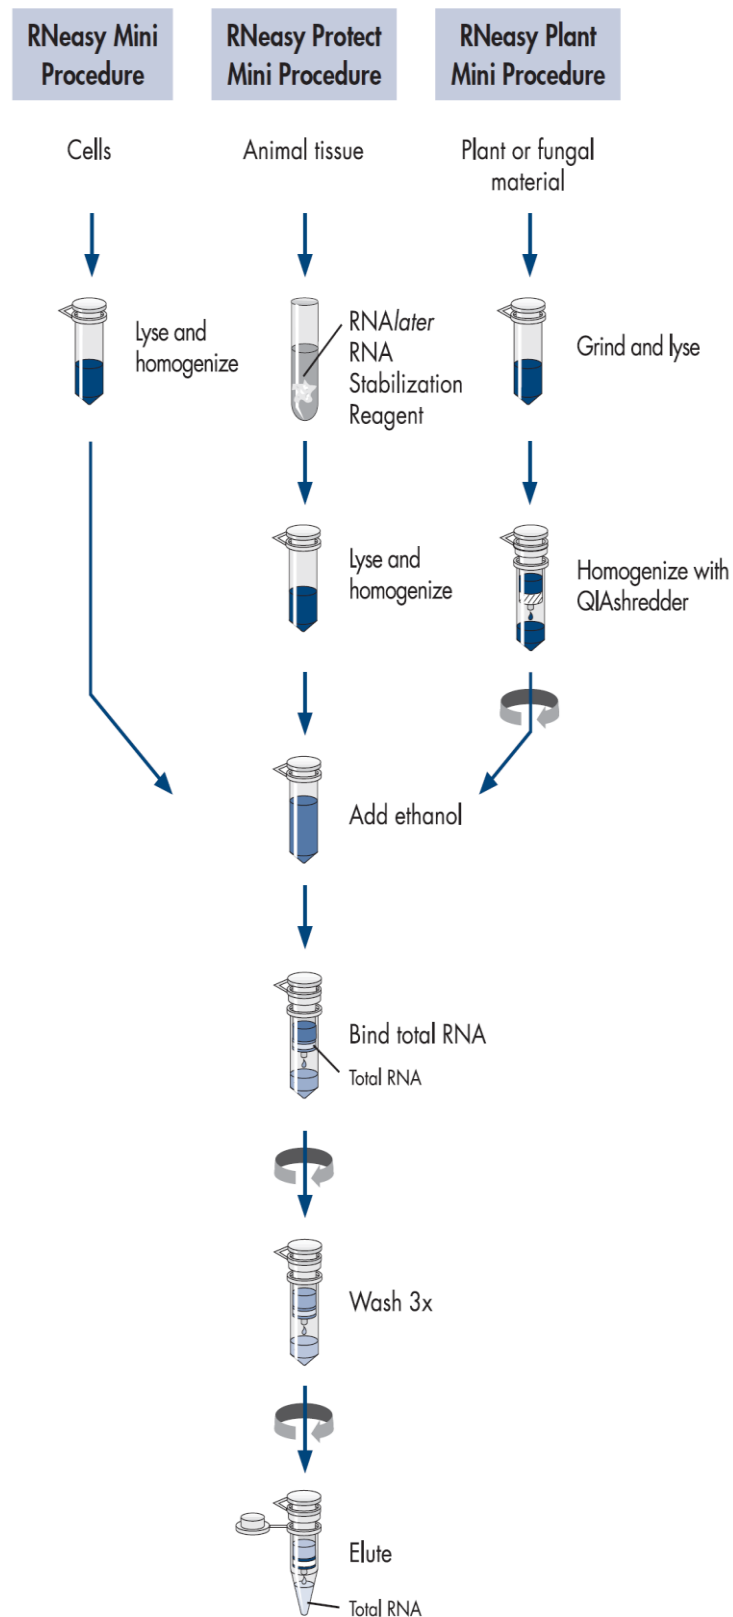 RNeasy Mini
Procedure
RNeasy Protect
Mini Procedure
RNeasy Plant
Mini Procedure
Cells
Animal tissue
Plant or fungal
material
Lyse and
homogenize
RNAlater
RNA
Stabilization
Reagent
Grind and lyse
Lyse and
homogenize
Homogenize with
QIAshredder
Add ethanol
Bind total RNA
Total RNA
Wash 3x
Elute
Total RNA